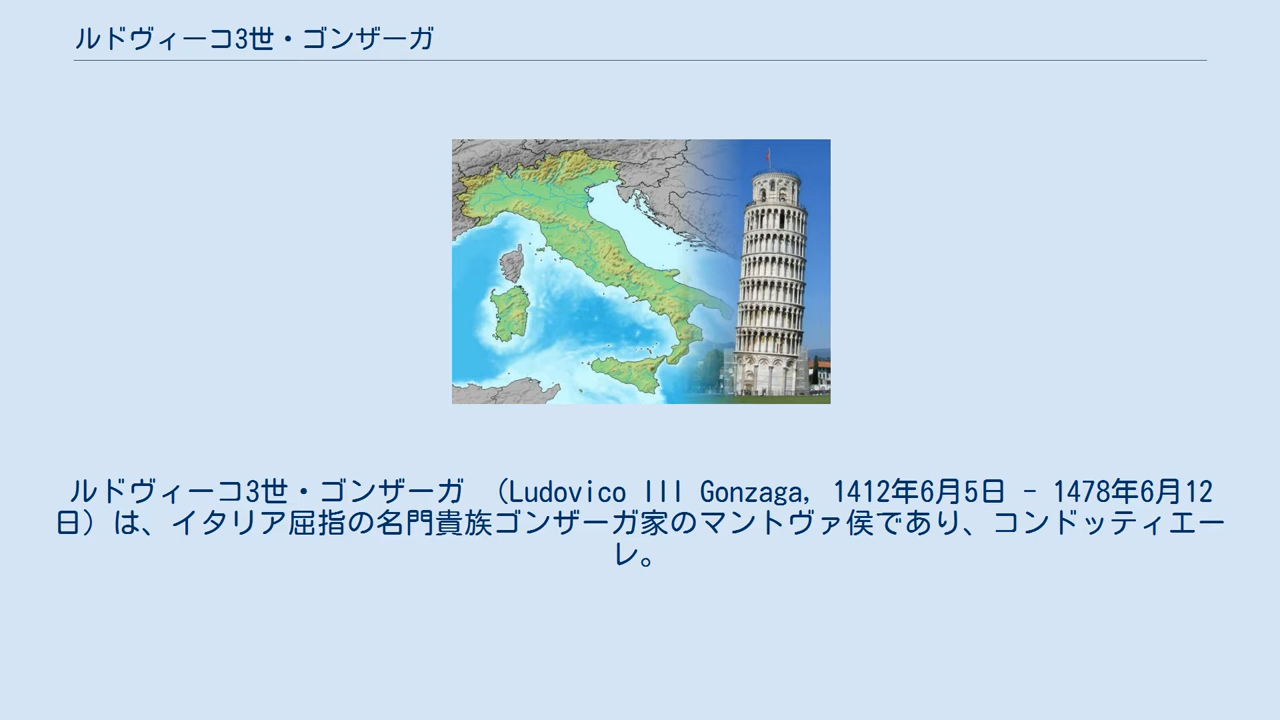 ルドヴィーコ3世・ゴンザーガ
ルドヴィーコ3世・ゴンザーガ （Ludovico III Gonzaga, 1412年6月5日 - 1478年6月12
日）は、イタリア屈指の名門貴族ゴンザーガ家のマントヴァ侯であり、コンドッティエー
レ。